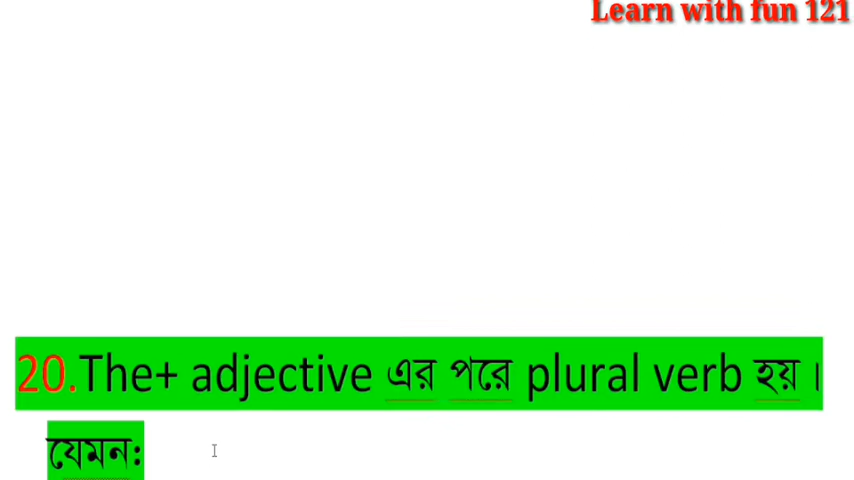 Learn with fun 121
20.The+ adjective এর পরে plural verb হয়।
যেমন: